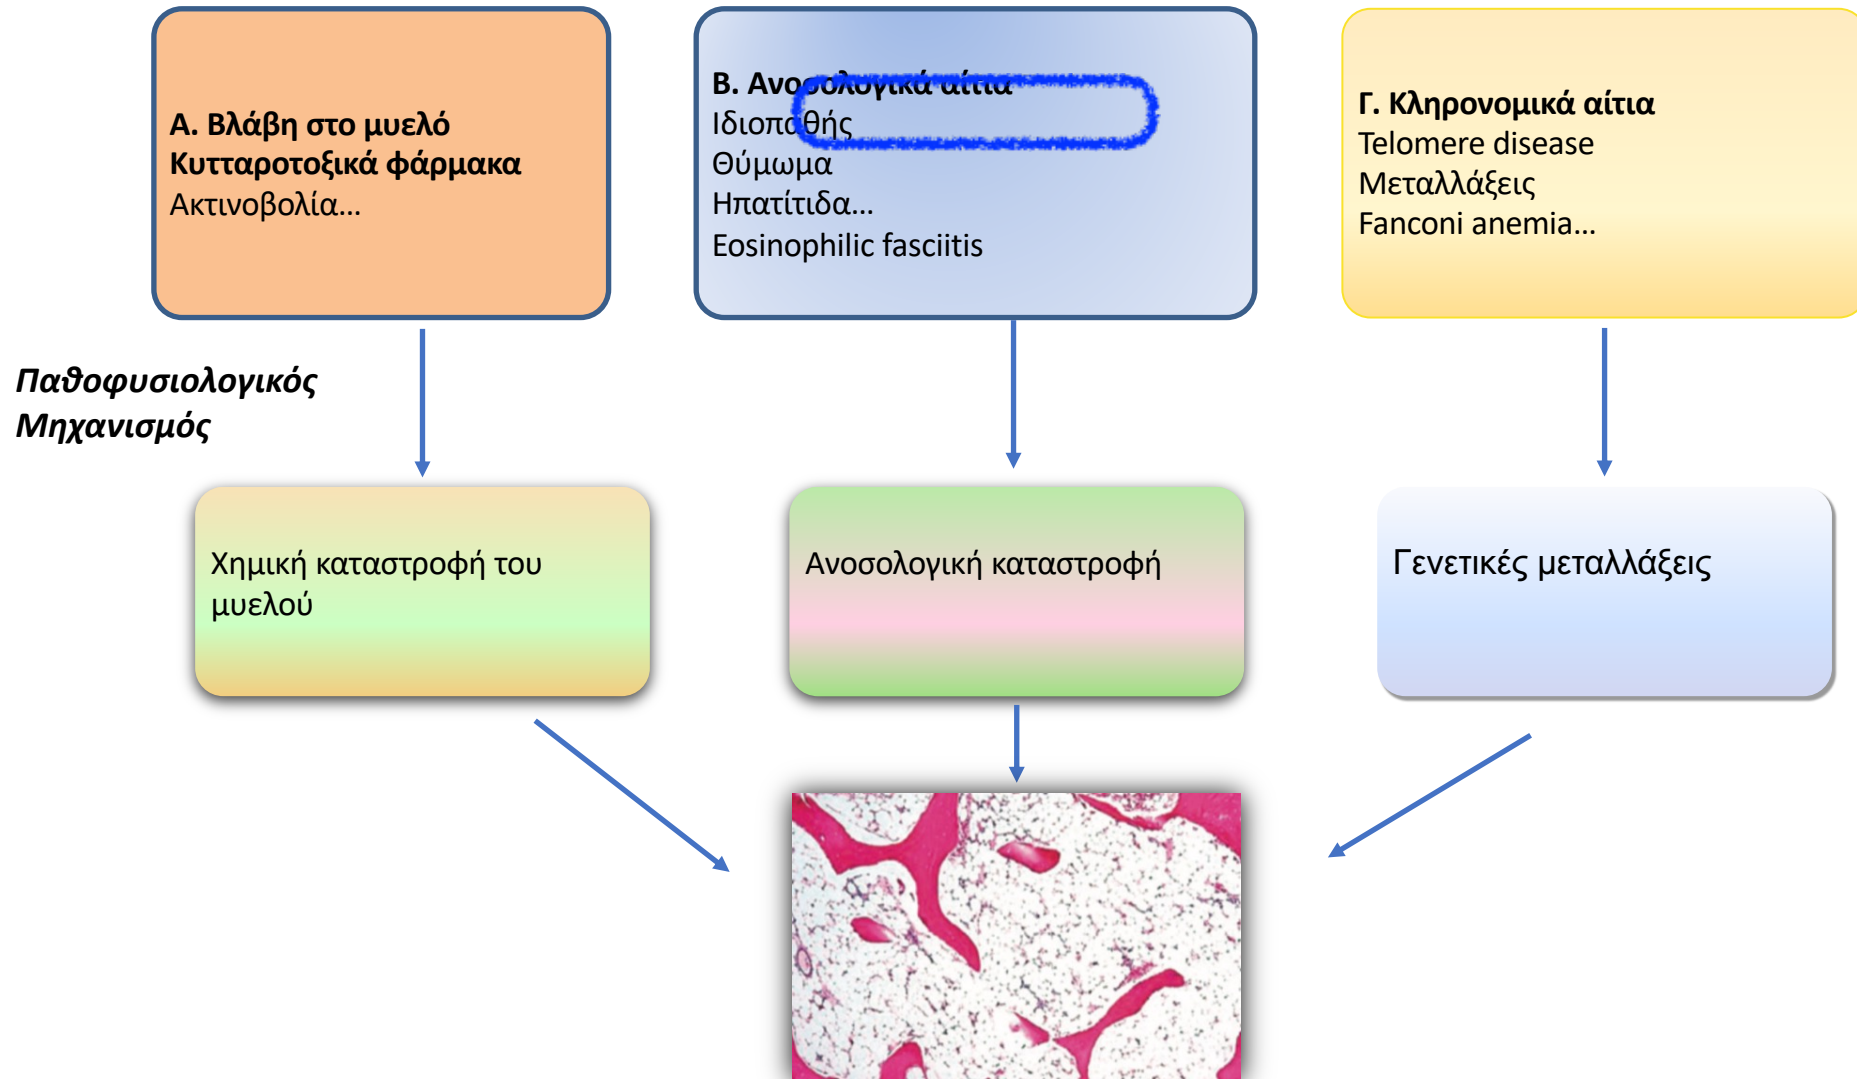 Α. Βλάβη στο μυελό
Κυτταροτοξικά φάρμακα
Ακτινοβολία...
Β. Ανοσολογικά αίτια
Ιδιοπαθής
Θύμωμα
Ηπατίτιδα...
Eosinophilic fasciitis
Γ. Κληρονομικά αίτια
Telomere disease
Μεταλλάξεις
Fanconi anemia...
Παθοφυσιολογικός
Μηχανισμός
Χημική καταστροφή του
μυελού
Ανοσολογική καταστροφή
Γενετικές μεταλλάξεις